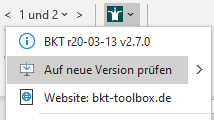 1 und 2
BKT r20-03-13 v2.7.0
Auf neue Version prüfen
Website: bkt-toolbox.de